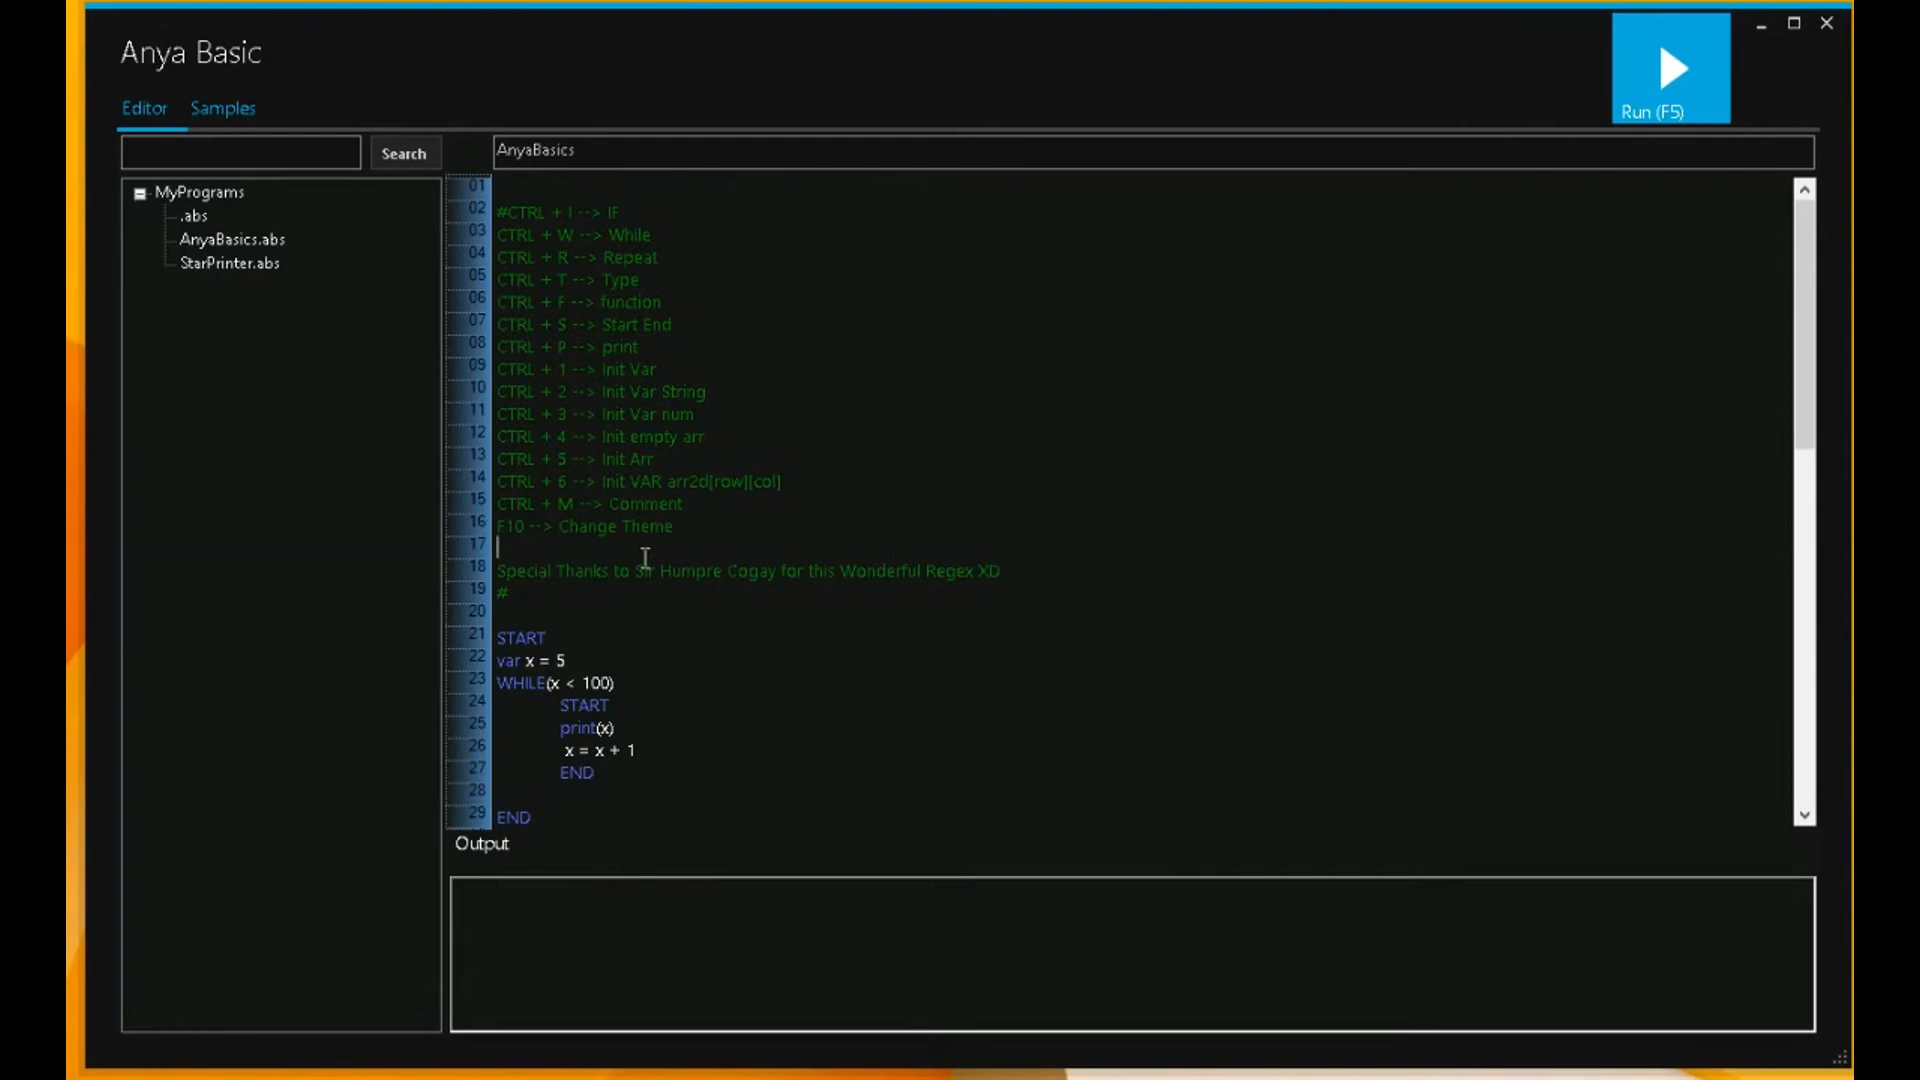 Anya Basic
Run (F5)
Editor Samples
Search
AnyaBasics
MyPrograms
.abs
AnyaBasics.abs
StarPrinter.abs
01
02 #CTRL + I --> IF
03 CTRL + W --> While
04 CTRL + R --> Repeat
05 CTRL + T --> Type
06 CTRL + F --> function
07 CTRL + S --> Start End
08 CTRL + P --> print
09 CTRL + 1 --> Init Var
10 CTRL + 2 --> Init Var String
11 CTRL + 3 --> Init Var num
12 CTRL + 4 --> Init empty arr
13 CTRL + 5 --> Init Arr
14 CTRL + 6 --> Init VAR arr2d[row][col]
15 CTRL + M --> Comment
16 F10 --> Change Theme
17
18 Special Thanks to Sir Humpre Cogay for this Wonderful Regex XD
19 #
20
21 START
22 var x = 5
23 WHILE(x < 100)
24 START
25 print(x)
26 x = x + 1
27 END
28
29 END
Output